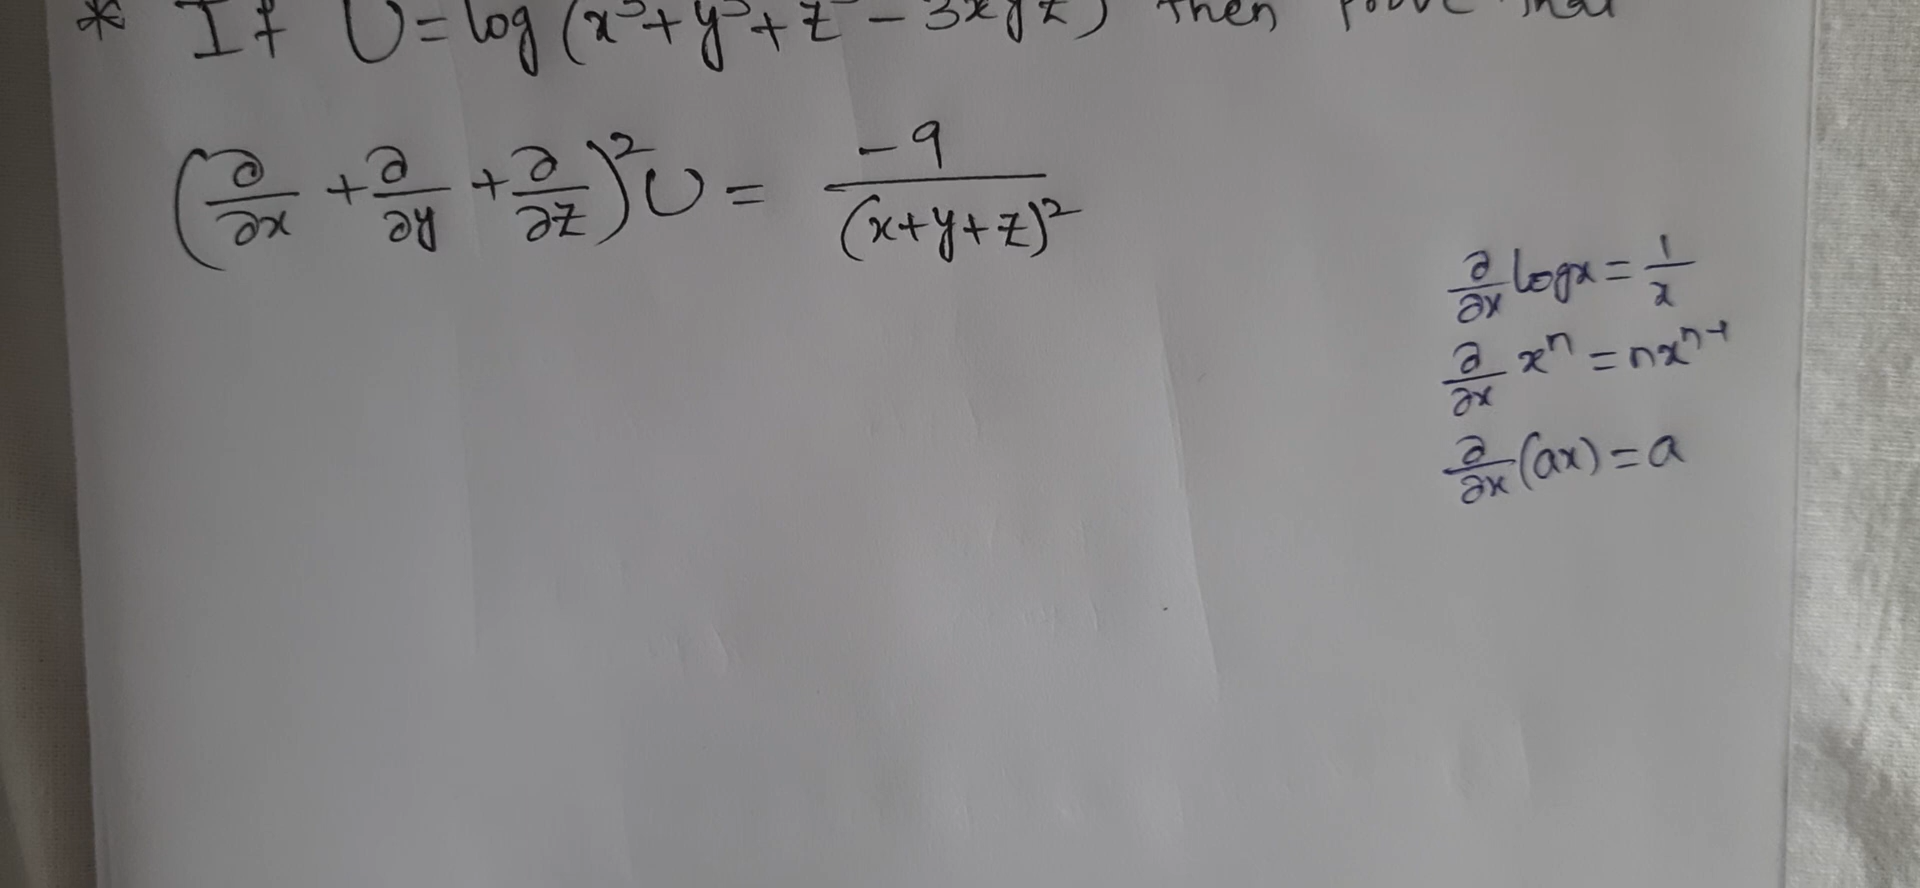 * If U = log (x³ + y³ + z³ - 3xyz) then prove that
(∂/∂x + ∂/∂y + ∂/∂z)² U = -9/(x+y+z)²
∂/∂x log x = 1/x
∂/∂x xⁿ = nxⁿ⁻¹
∂/∂x (ax) = a